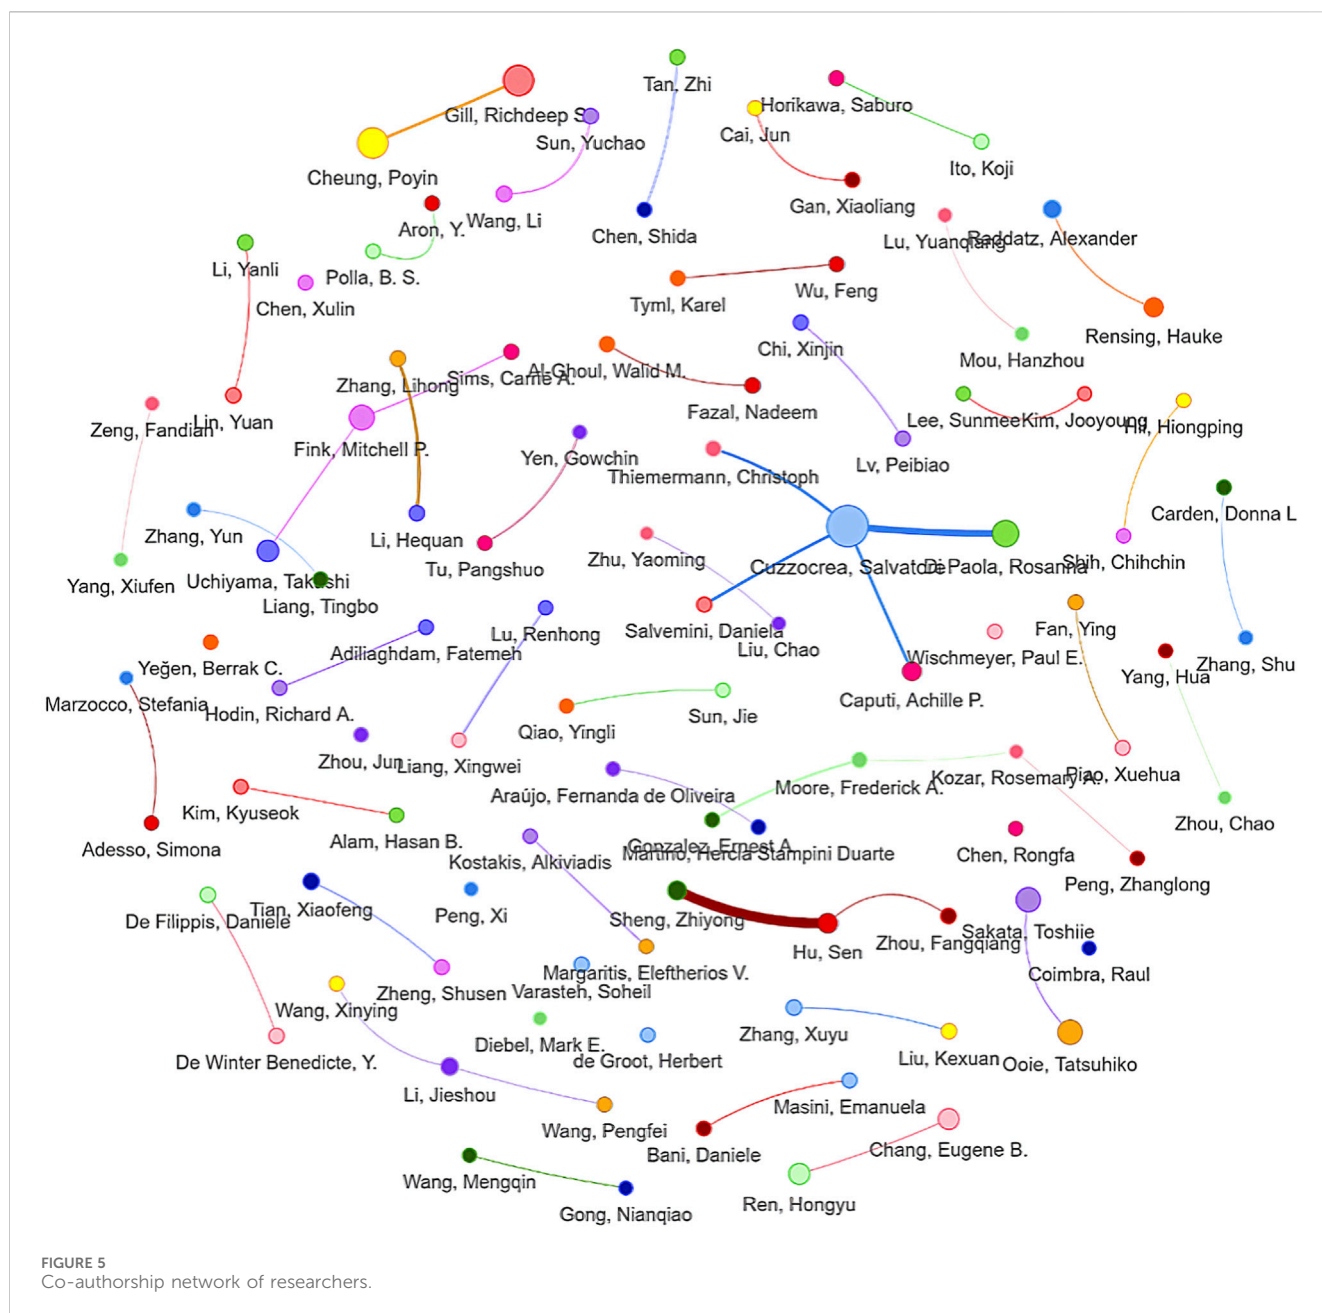 Tan, Zhi
Horikawa, Saburo
Gill, Richdeep S.
Cai, Jun
Sun, Yuchao
Ito, Koji
Cheung, Poyin
Gan, Xiaoliang
Wang, Li
Aron, Y.
Chen, Shida
Lu, Yuanqiang
Raddatz, Alexander
Li, Yanli
Polla, B. S.
Wu, Feng
Chen, Xulin
Tyml, Karel
Rensing, Hauke
Chi, Xinjin
Mou, Hanzhou
Al-Ghoul, Walid M.
Sims, Carrie A.
Zhang, Lihong
Fazal, Nadeem
Lee, Sunmee
Kim, Jooyoung
Hiongping
Lin, Yuan
Zeng, Fandian
Fink, Mitchell P.
Yen, Gowchin
Lv, Peibiao
Thiemermann, Christoph
Carden, Donna L
Zhang, Yun
Li, Hequan
Tu, Pangshuo
Zhu, Yaoming
Shih, Chihchin
Cuzzocrea, Salvatore
Di Paola, Rosanna
Yang, Xiufen
Uchiyama, Takashi
Liang, Tingbo
Lu, Renhong
Salvemini, Daniela
Fan, Ying
Liu, Chao
Adiliaghdam, Fatemeh
Wischmeyer, Paul E.
Zhang, Shu
Yeğen, Berrak C.
Yang, Hua
Marzocco, Stefania
Caputi, Achille P.
Hodin, Richard A.
Sun, Jie
Qiao, Yingli
Zhou, Jun
Liang, Xingwei
Piao, Xuehua
Kozar, Rosemary A.
Moore, Frederick A.
Araújo, Fernanda de Oliveira
Kim, Kyuseok
Zhou, Chao
Alam, Hasan B.
Gonzalez, Ernest A.
Adesso, Simona
Martino, Hercia Stampini Duarte
Chen, Rongfa
Kostakis, Alkiviadis
Peng, Zhanglong
Tian, Xiaofeng
Peng, Xi
Sheng, Zhiyong
De Filippis, Daniele
Sakata, Toshiie
Zhou, Fangqiang
Hu, Sen
Margaritis, Eleftherios V.
Coimbra, Raul
Zheng, Shusen
Varasteh, Soheil
Wang, Xinying
Zhang, Xuyu
Diebel, Mark E.
de Groot, Herbert
Liu, Kexuan
De Winter Benedicte, Y.
Ooie, Tatsuhiko
Li, Jieshou
Masini, Emanuela
Wang, Pengfei
Chang, Eugene B.
Bani, Daniele
Wang, Mengqin
Ren, Hongyu
Gong, Nianqiao
FIGURE 5
Co-authorship network of researchers.